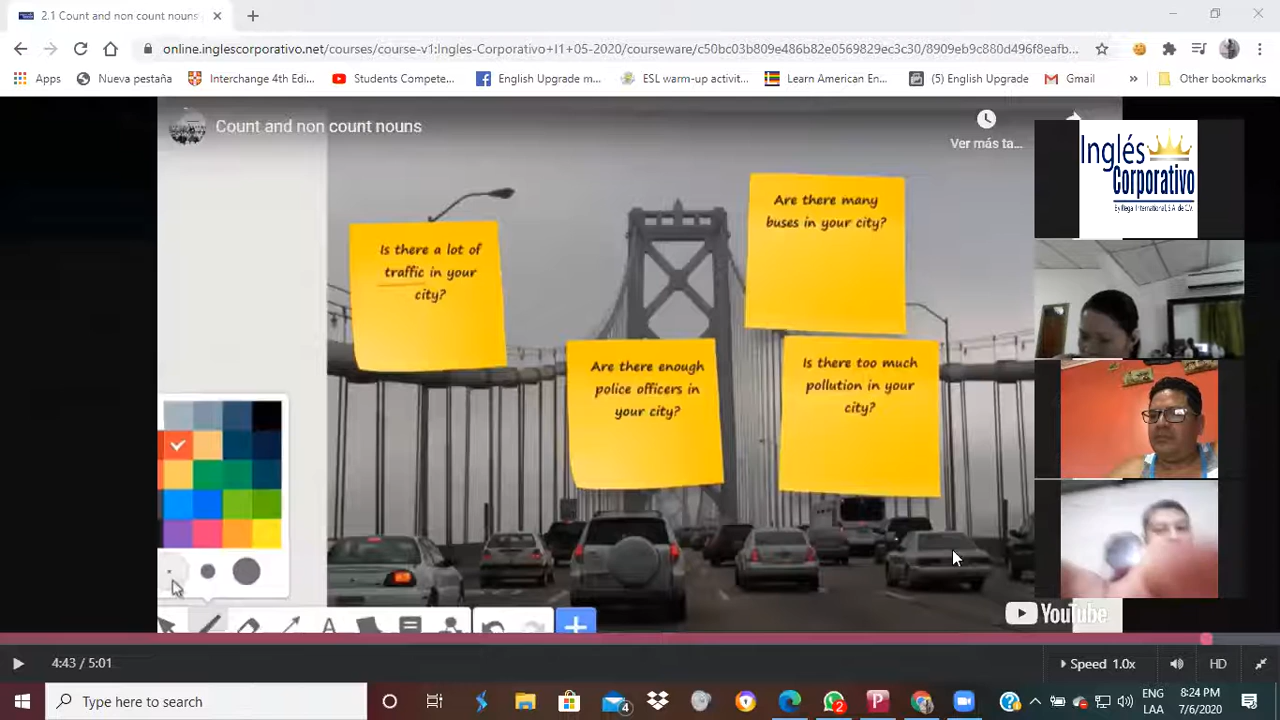 2.1 Count and non count nouns
online.inglescorporativo.net/courses/course-v1:Ingles-Corporativo+I1+05-2020/courseware/c50bc03b809e486b82e0569829ec3c30/8909eb9c880d496f8eafb...
Apps
Nueva pestaña
Interchange 4th Edi...
Students Compete...
English Upgrade m...
ESL warm-up activit...
Learn American En...
(5) English Upgrade
Gmail
»
Other bookmarks
Count and non count nouns
Ver más ta...
Inglés
Corporativo
Is there a lot of
traffic in your
city?
Are there many
buses in your city?
Are there enough
police officers in
your city?
Is there too much
pollution in your
city?
A
YouTube
4:43 / 5:01
Speed 1.0x
HD
Type here to search
4
2
ENG
LAA
8:24 PM
7/6/2020